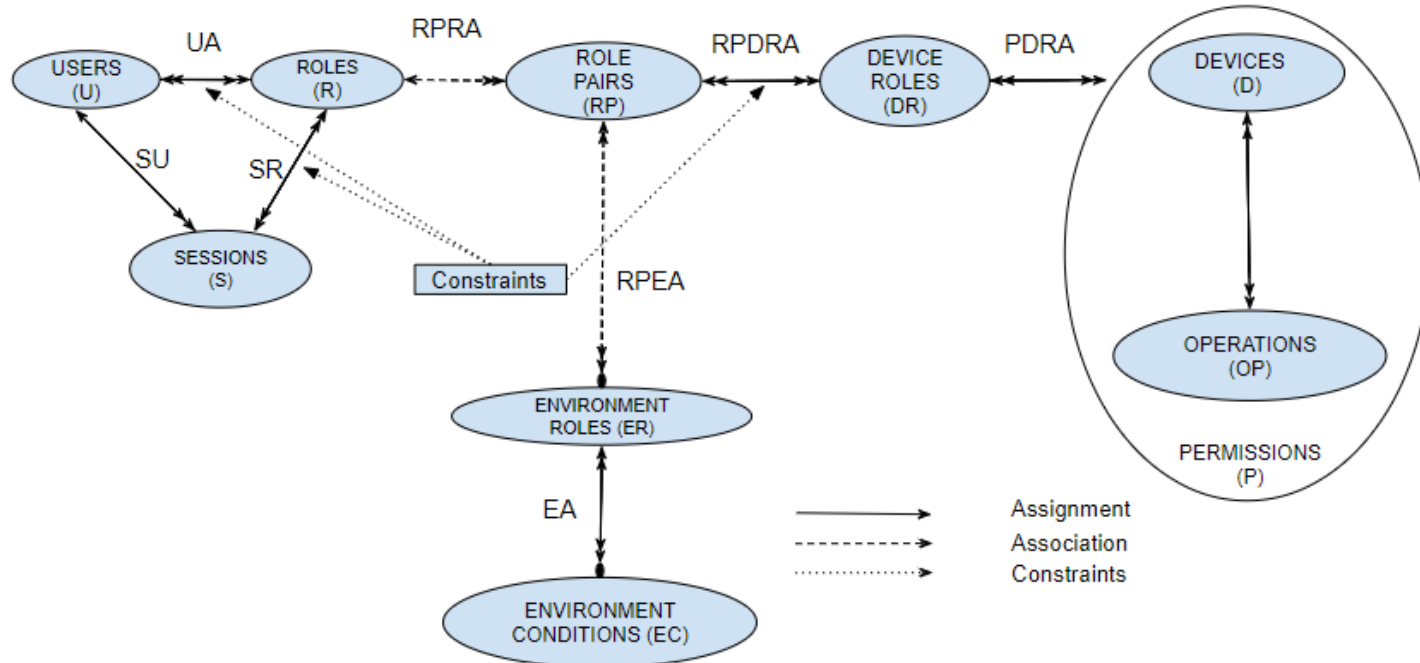 UA
RPRA
RPDRA
PDRA
USERS
(U)
ROLES
(R)
ROLE
PAIRS
(RP)
DEVICE
ROLES
(DR)
DEVICES
(D)
SU
SR
SESSIONS
(S)
Constraints
RPEA
OPERATIONS
(OP)
ENVIRONMENT
ROLES (ER)
PERMISSIONS
(P)
EA
Assignment
Association
Constraints
ENVIRONMENT
CONDITIONS (EC)